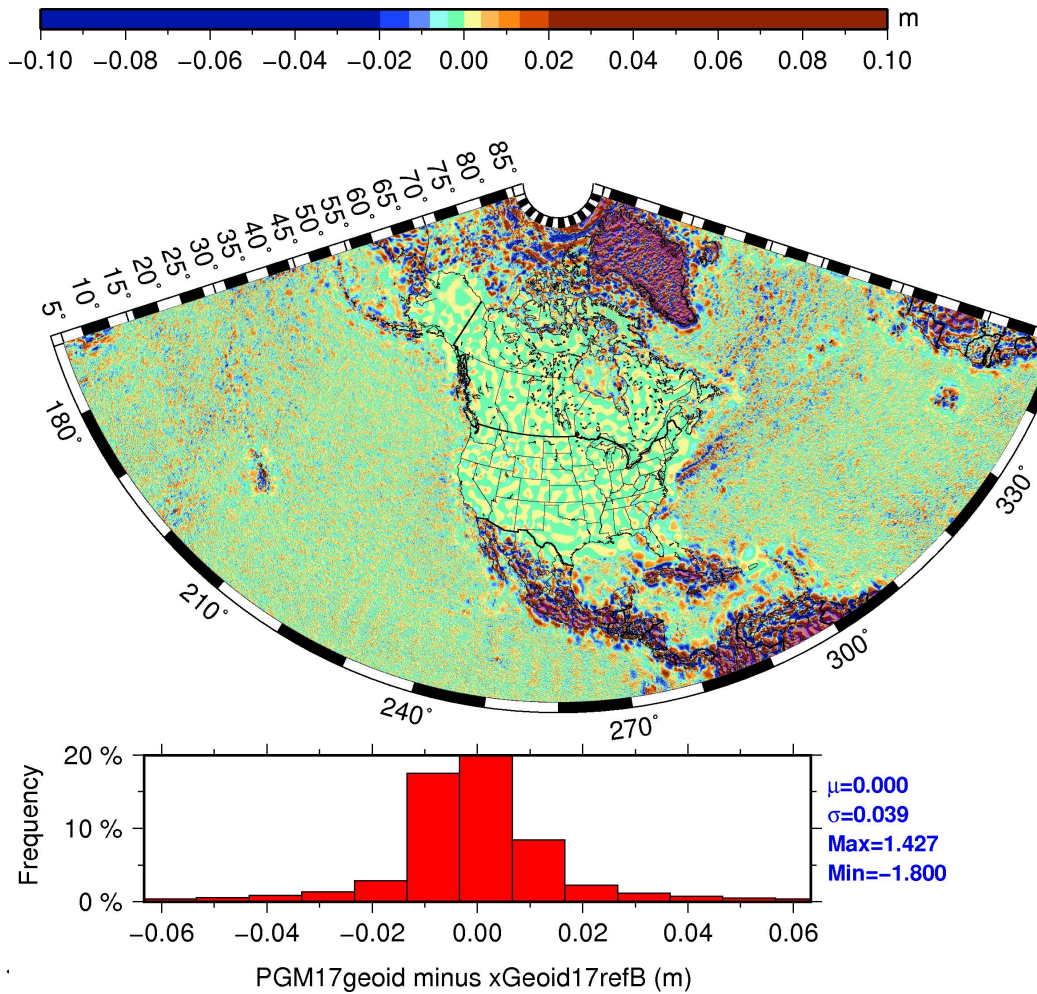 m
−0.10 −0.08 −0.06 −0.04 −0.02 0.00 0.02 0.04 0.06 0.08 0.10
5° 10° 15° 20° 25° 30° 35° 40° 45° 50° 55° 60° 65° 70° 75° 80° 85°
180° 210° 240° 270° 300° 330°
20 %
10 %
0 %
Frequency
μ=0.000
σ=0.039
Max=1.427
Min=−1.800
−0.06 −0.04 −0.02 0.00 0.02 0.04 0.06
PGM17geoid minus xGeoid17refB (m)